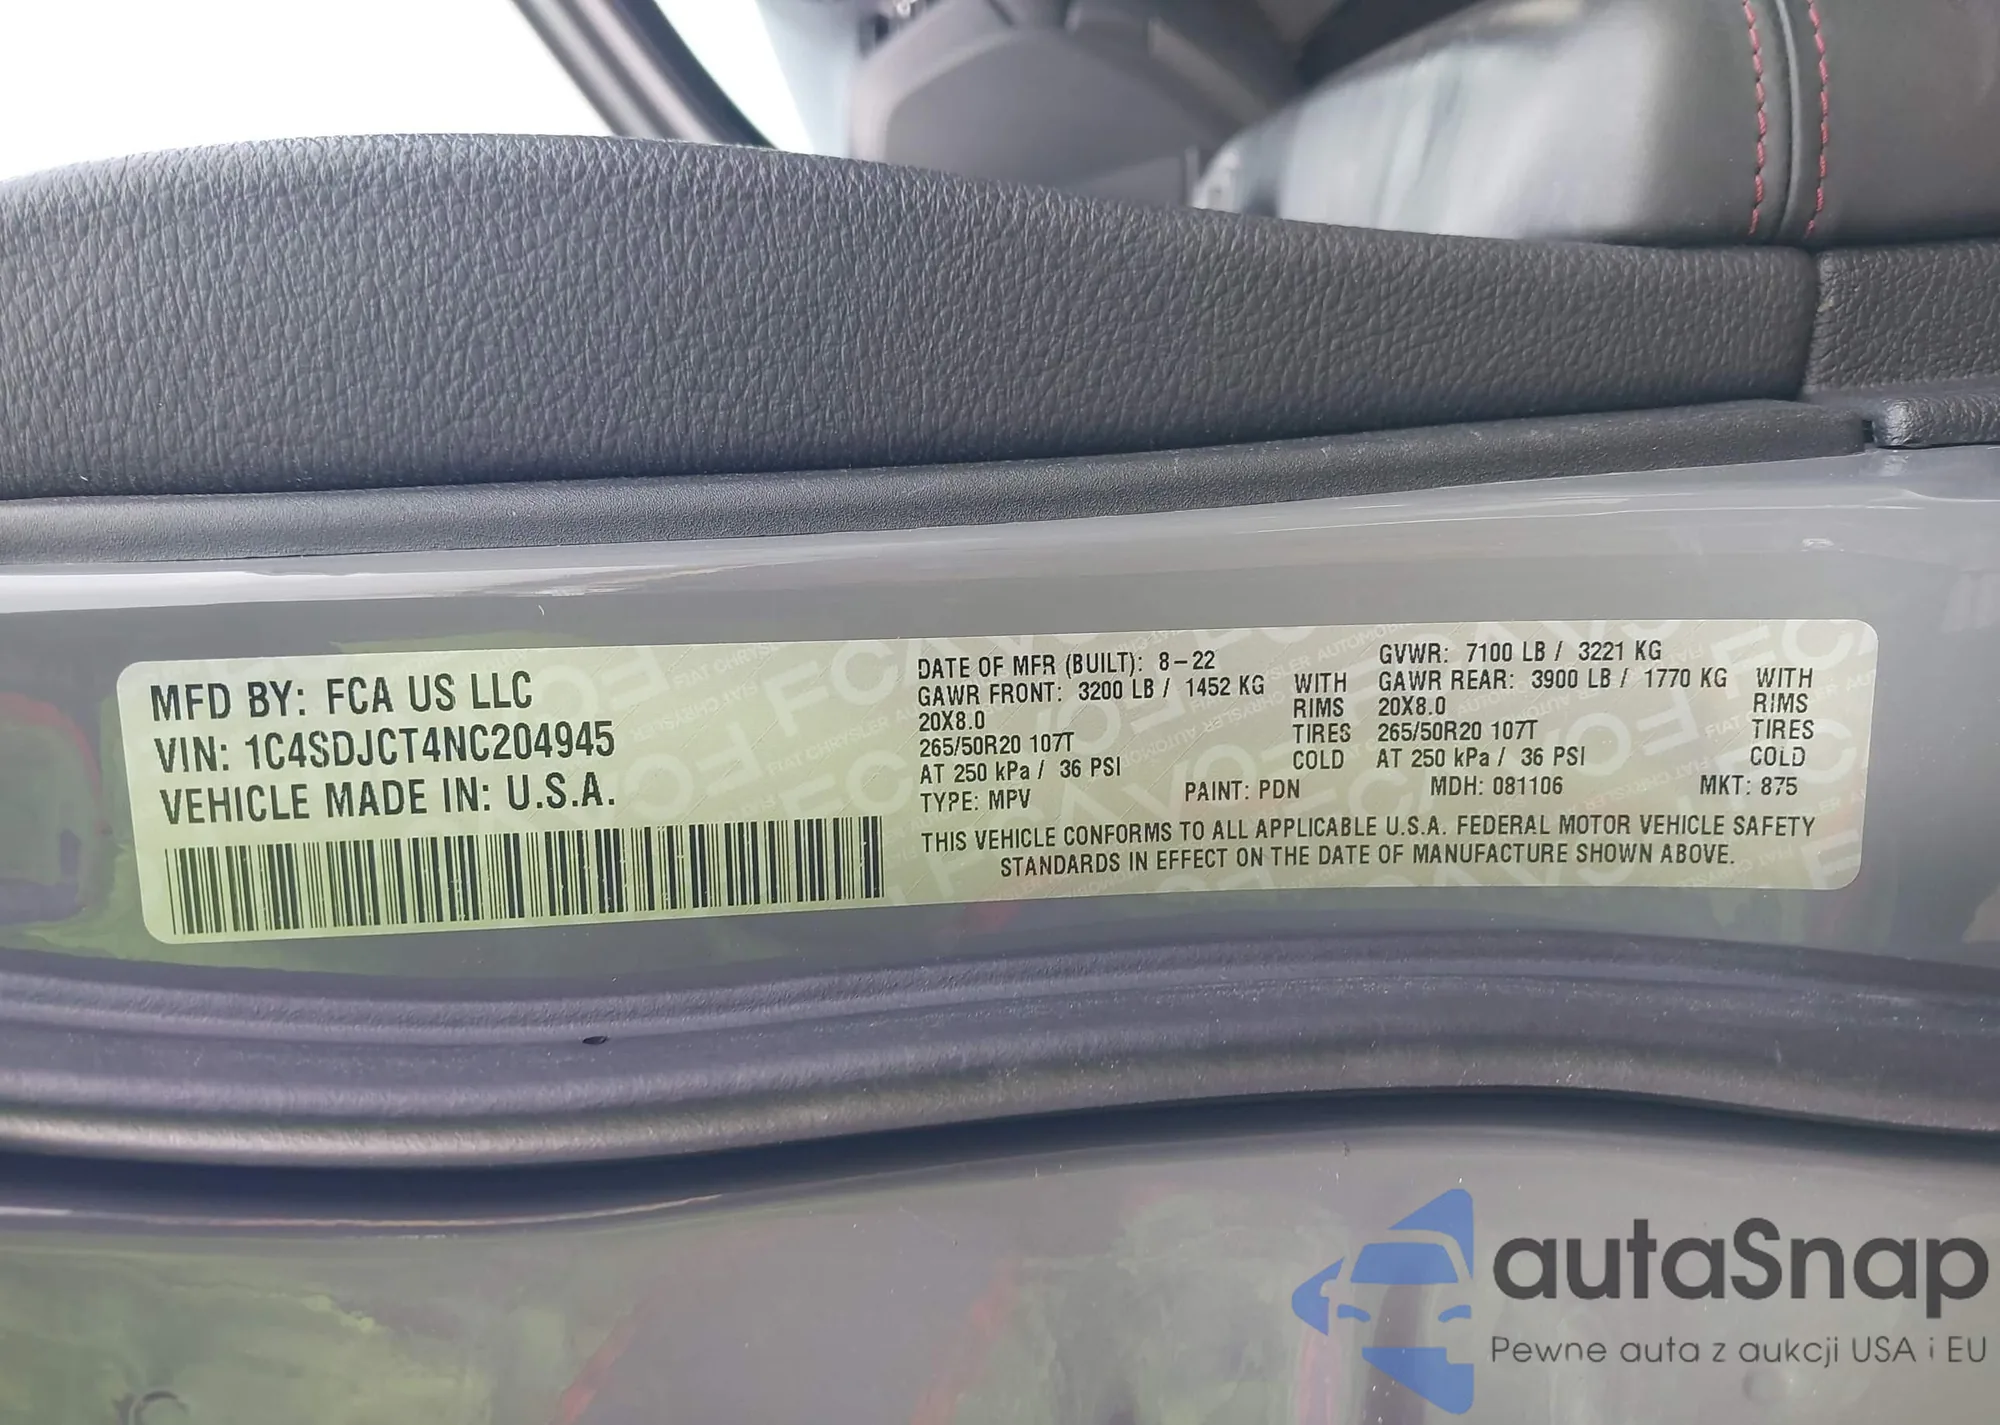 MFD BY: FCA US LLC
VIN: 1C4SDJCT4NC204945
VEHICLE MADE IN: U.S.A.
DATE OF MFR (BUILT): 8-22
GAWR FRONT: 3200 LB / 1452 KG WITH
20X8.0 RIMS
265/50R20 107T TIRES
AT 250 kPa / 36 PSI COLD
GVWR: 7100 LB / 3221 KG
GAWR REAR: 3900 LB / 1770 KG WITH
20X8.0 RIMS
265/50R20 107T TIRES
AT 250 kPa / 36 PSI COLD
TYPE: MPV PAINT: PDN MDH: 081106 MKT: 875
THIS VEHICLE CONFORMS TO ALL APPLICABLE U.S.A. FEDERAL MOTOR VEHICLE SAFETY
STANDARDS IN EFFECT ON THE DATE OF MANUFACTURE SHOWN ABOVE.
autaSnap
Pewne auta z aukcji USA i EU